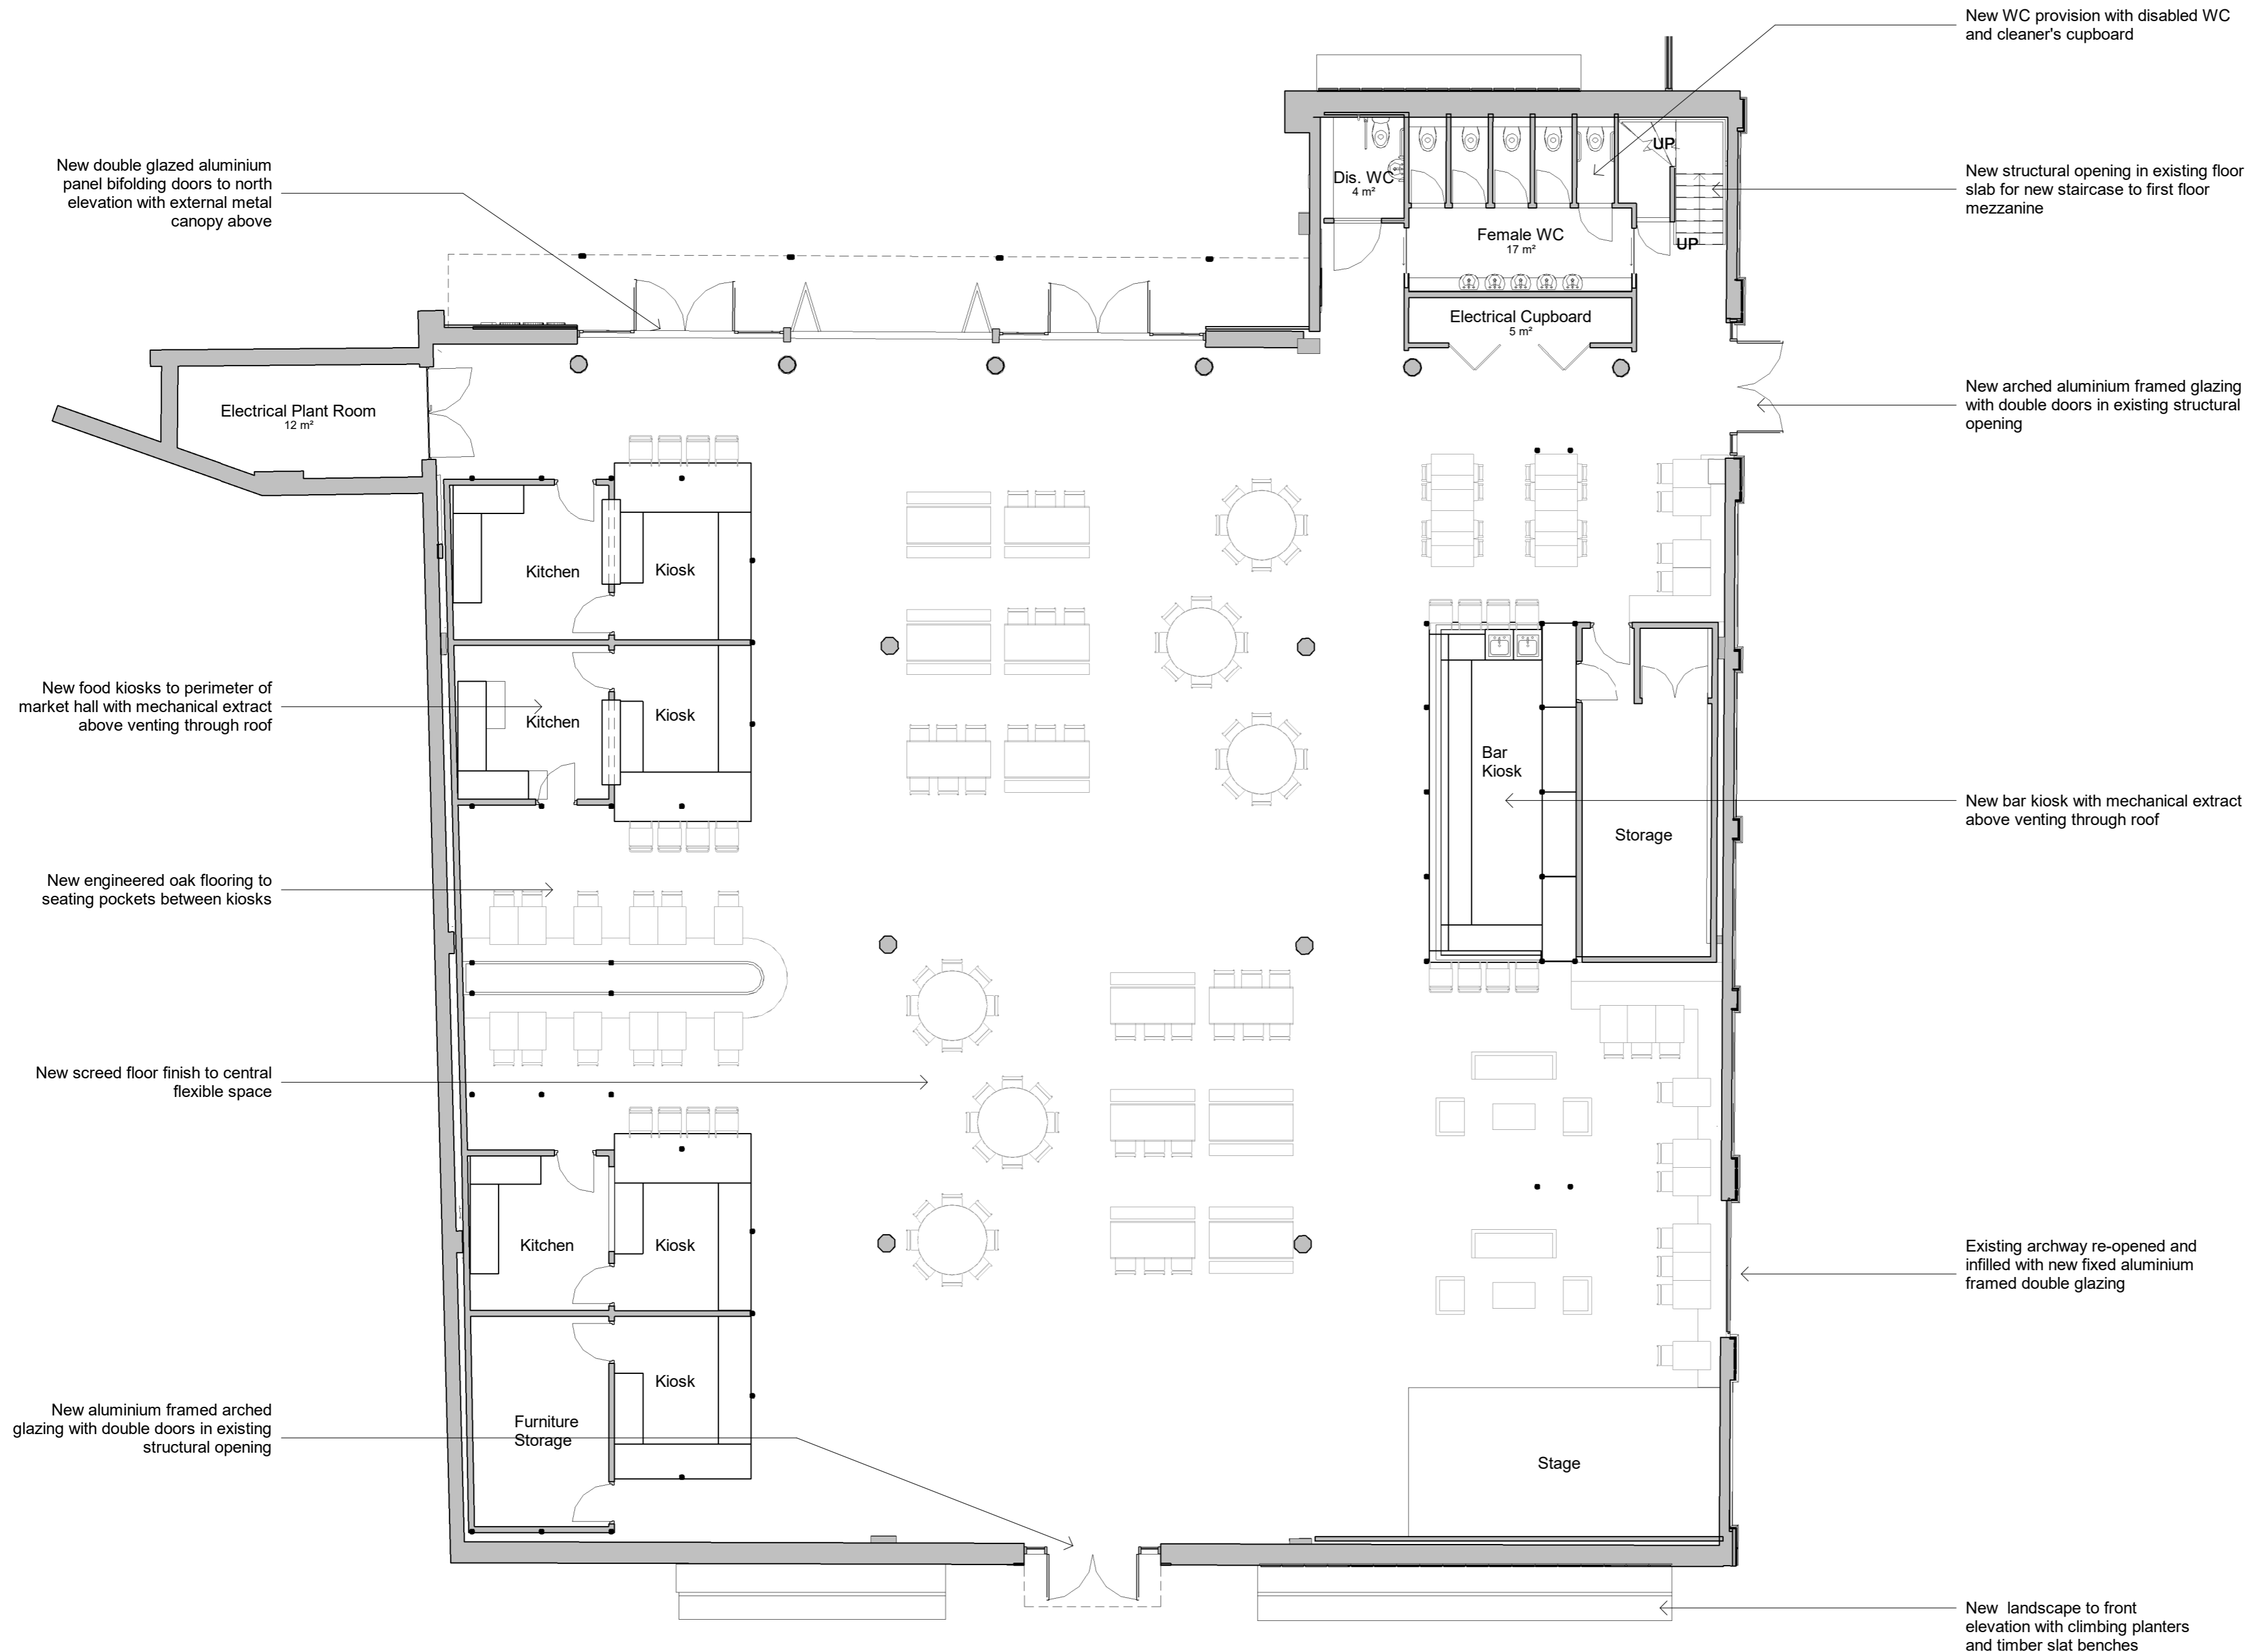 New WC provision with disabled WC
and cleaner's cupboard
New double glazed aluminium
panel bifolding doors to north
elevation with external metal
canopy above
UP
New structural opening in existing floor
slab for new staircase to first floor
mezzanine
Dis. WC
4 m²
Female WC
17 m²
UP
Electrical Cupboard
5 m²
New arched aluminium framed glazing
with double doors in existing structural
opening
Electrical Plant Room
12 m²
Kitchen
Kiosk
New food kiosks to perimeter of
market hall with mechanical extract
above venting through roof
Kitchen
Kiosk
Bar
Kiosk
New bar kiosk with mechanical extract
above venting through roof
Storage
New engineered oak flooring to
seating pockets between kiosks
New screed floor finish to central
flexible space
Kitchen
Kiosk
Existing archway re-opened and
infilled with new fixed aluminium
framed double glazing
Kiosk
New aluminium framed arched
glazing with double doors in existing
structural opening
Furniture
Storage
Stage
New landscape to front
elevation with climbing planters
and timber slat benches